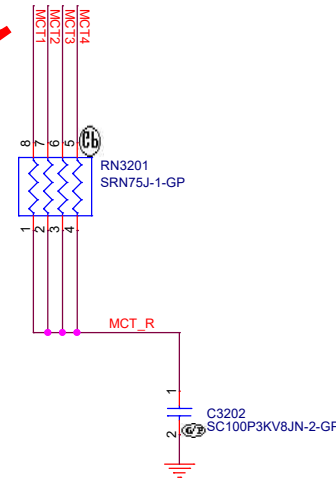 MCT1
MCT2
MCT3
MCT4
8
7
6
5
RN3201
SRN75J-1-GP
1
2
3
4
MCT_R
1
C3202
2
SC100P3KV8JN-2-GP